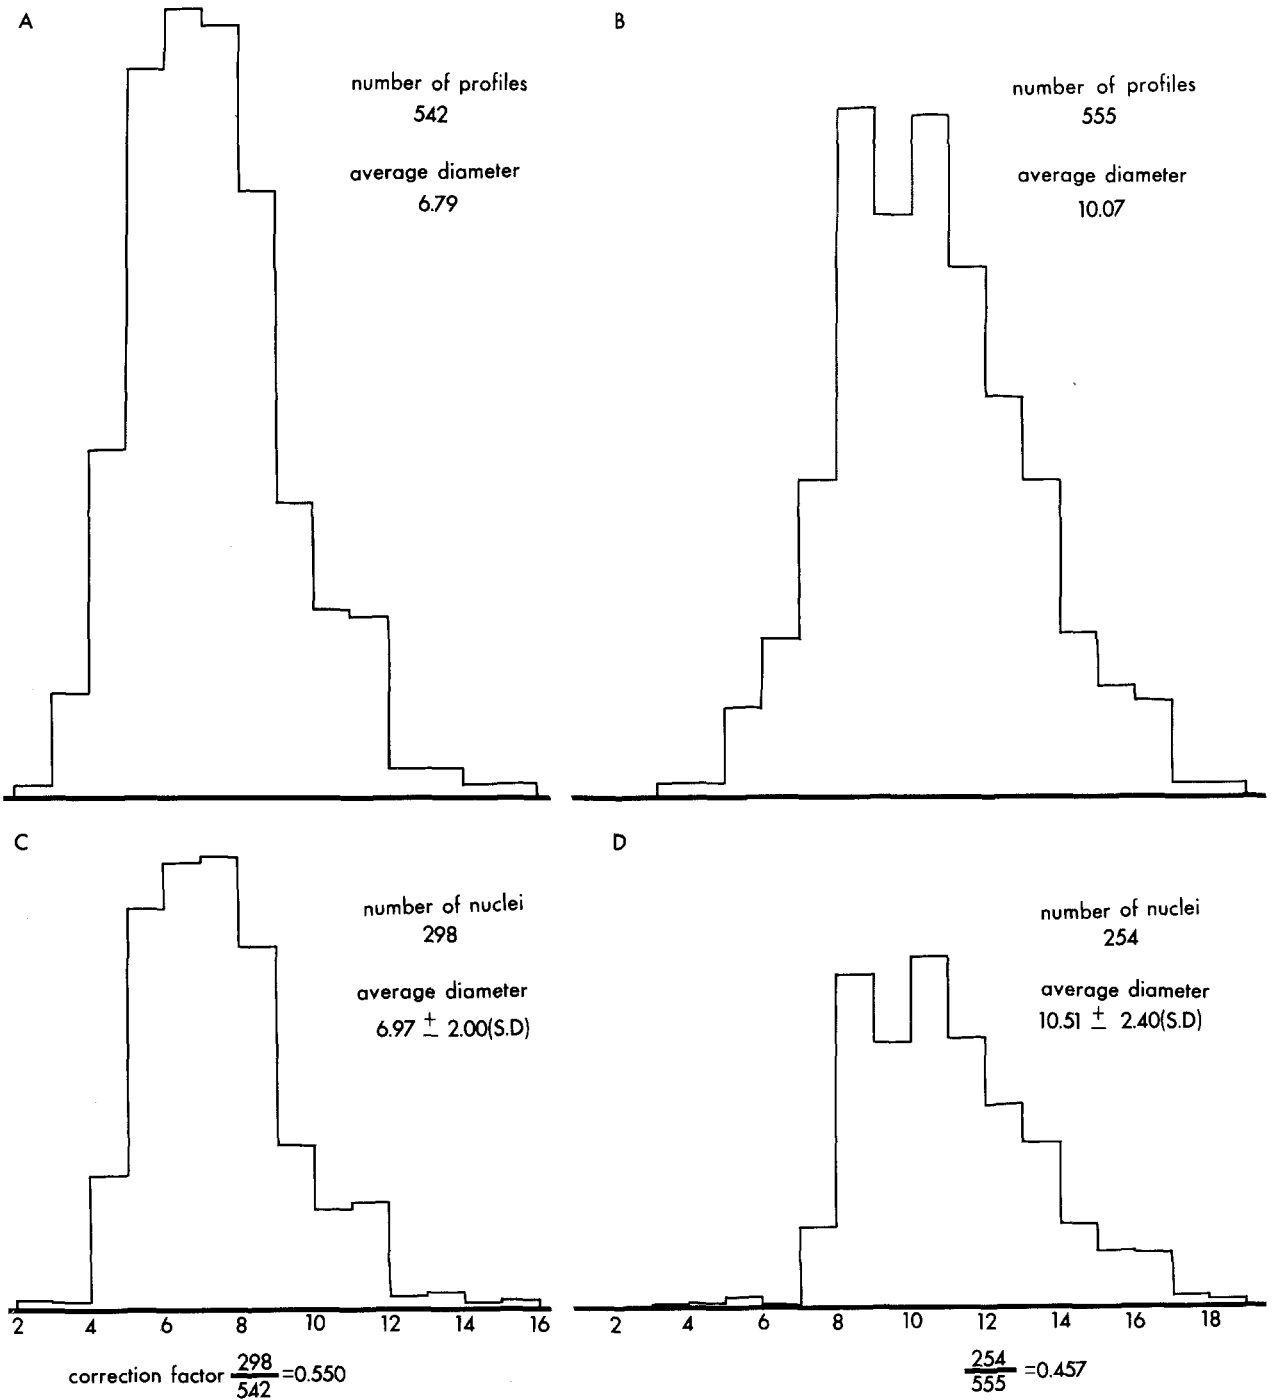 A
number of profiles
542
average diameter
6.79
B
number of profiles
555
average diameter
10.07
C
number of nuclei
298
average diameter
6.97 ± 2.00(S.D)
D
number of nuclei
254
average diameter
10.51 ± 2.40(S.D)
2 4 6 8 10 12 14 16
2 4 6 8 10 12 14 16 18
correction factor 298/542 =0.550
254/555 =0.457